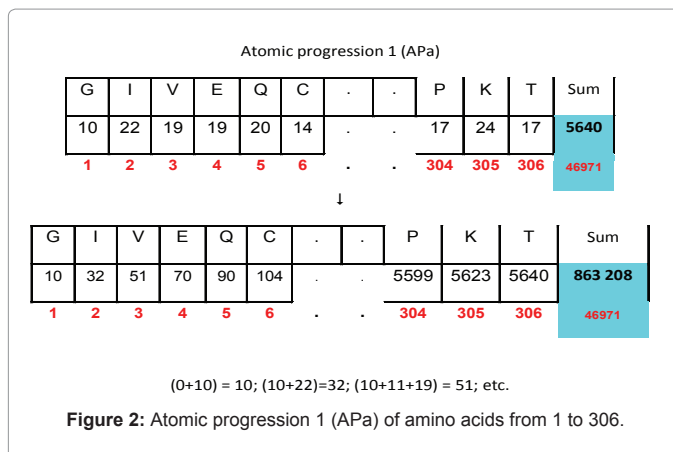 Atomic progression 1 (APa)
G I V E Q C . . P K T Sum
10 22 19 19 20 14 . . 17 24 17 5640
1 2 3 4 5 6 . . 304 305 306 46971
↓
G I V E Q C . . P K T Sum
10 32 51 70 90 104 . . 5599 5623 5640 863 208
1 2 3 4 5 6 . . 304 305 306 46971
(0+10) = 10; (10+22)=32; (10+11+19) = 51; etc.
Figure 2: Atomic progression 1 (APa) of amino acids from 1 to 306.